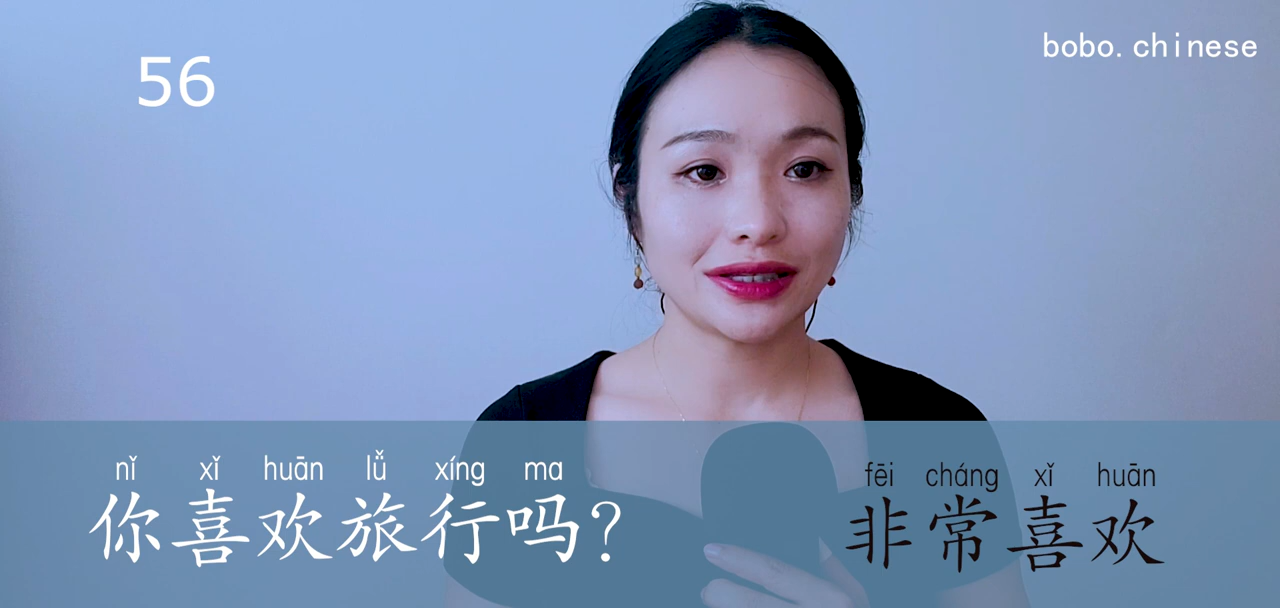 56
bobo.chinese
nǐ xǐ huān lǚ xíng ma
你喜欢旅行吗？
fēi cháng xǐ huān
非常喜欢